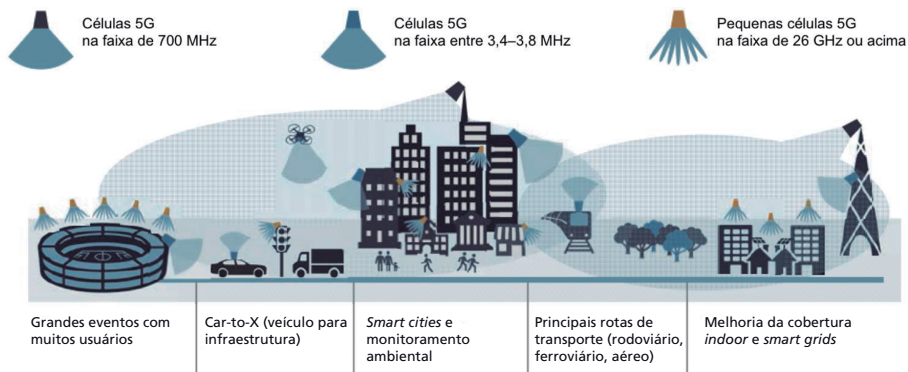 Células 5G
na faixa de 700 MHz
Células 5G
na faixa entre 3,4–3,8 MHz
Pequenas células 5G
na faixa de 26 GHz ou acima
Grandes eventos com
muitos usuários
Car-to-X (veículo para
infraestrutura)
Smart cities e
monitoramento
ambiental
Principais rotas de
transporte (rodoviário,
ferroviário, aéreo)
Melhoria da cobertura
indoor e smart grids